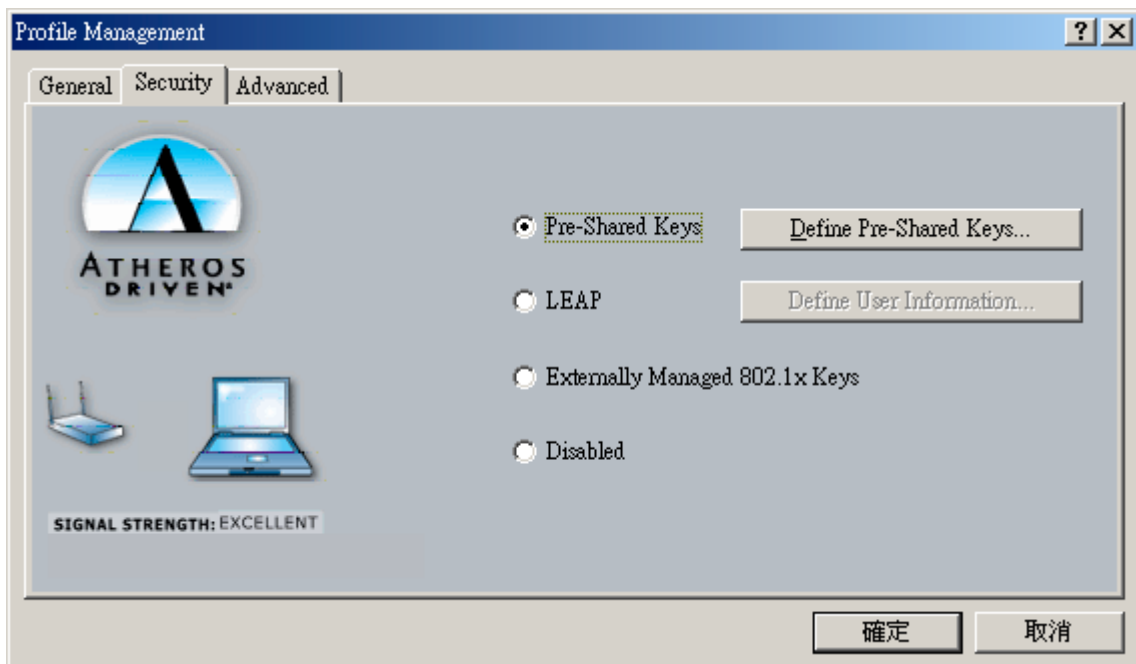 Profile Management
General Security Advanced
ATHEROS
DRIVEN
Pre-Shared Keys Define Pre-Shared Keys...
LEAP Define User Information...
Externally Managed 802.1x Keys
Disabled
SIGNAL STRENGTH: EXCELLENT
確定 取消